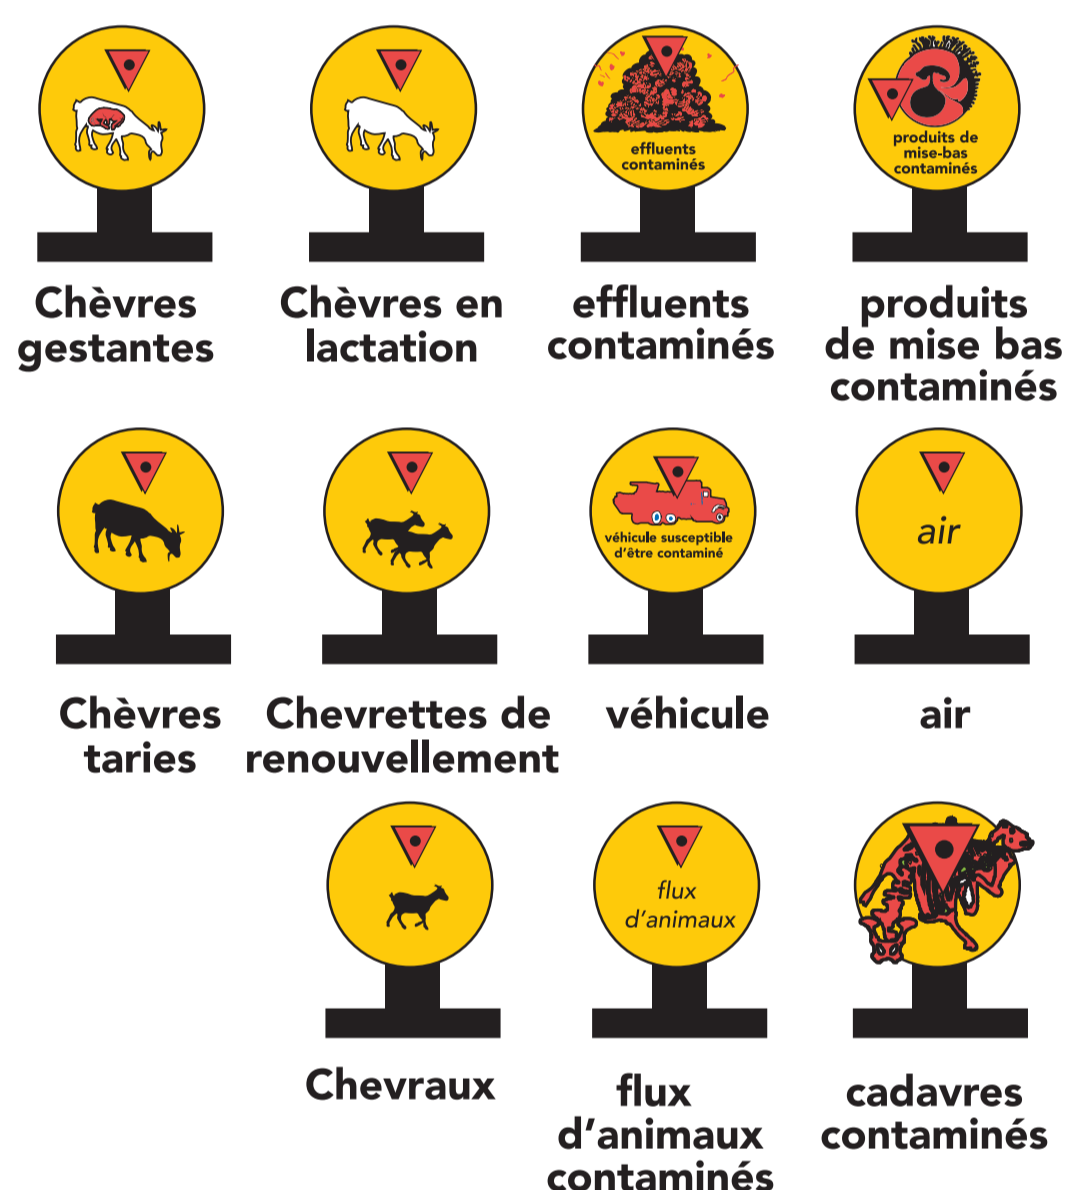 effluents
contaminés
produits de
mise-bas
contaminés
Chèvres
gestantes
Chèvres en
lactation
effluents
contaminés
produits
de mise bas
contaminés
véhicule susceptible
d'être contaminé
air
Chèvres
taries
Chevrettes de
renouvellement
véhicule
air
flux
d'animaux
Chevraux
flux
d'animaux
contaminés
cadavres
contaminés